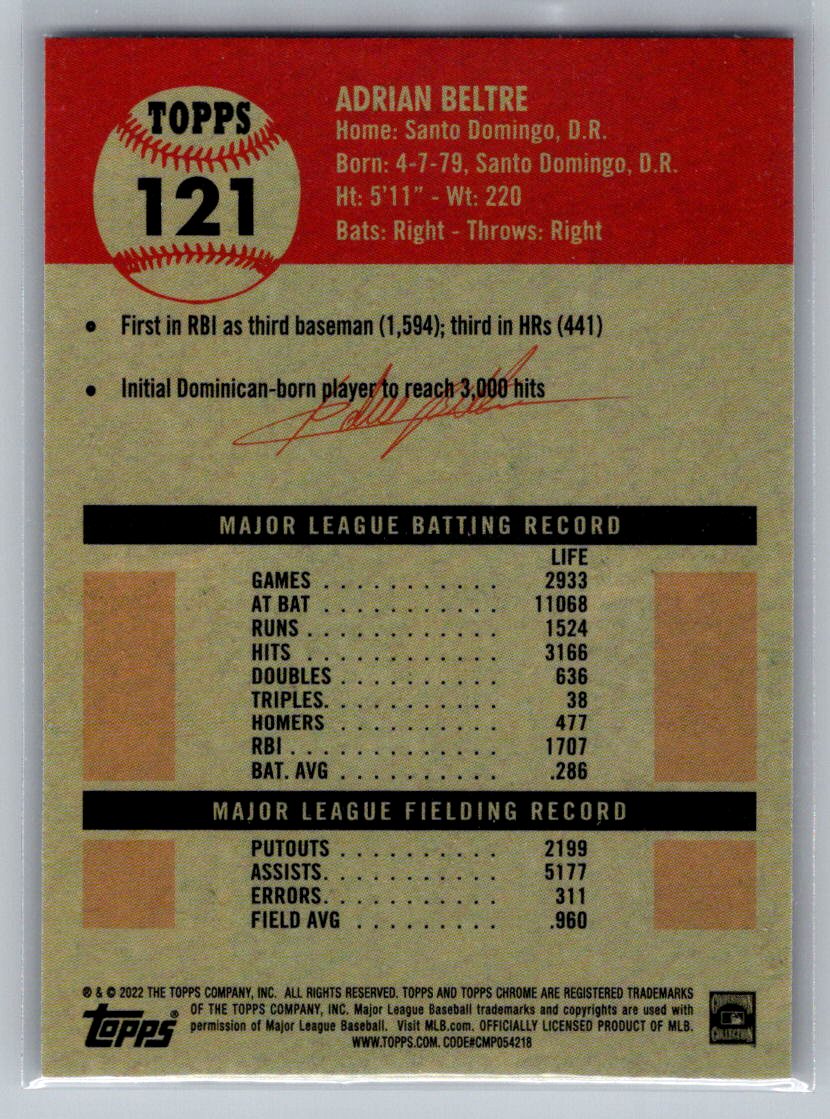 TOPPS
121
ADRIAN BELTRE
Home: Santo Domingo, D.R.
Born: 4-7-79, Santo Domingo, D.R.
Ht: 5'11" - Wt: 220
Bats: Right - Throws: Right
• First in RBI as third baseman (1,594); third in HRs (441)
• Initial Dominican-born player to reach 3,000 hits
MAJOR LEAGUE BATTING RECORD
LIFE
GAMES . . . . . . . . . . . 2933
AT BAT . . . . . . . . . . . 11068
RUNS . . . . . . . . . . . . 1524
HITS . . . . . . . . . . . . 3166
DOUBLES . . . . . . . . . . 636
TRIPLES. . . . . . . . . . . 38
HOMERS . . . . . . . . . . 477
RBI . . . . . . . . . . . . . 1707
BAT. AVG . . . . . . . . . . .286
MAJOR LEAGUE FIELDING RECORD
PUTOUTS . . . . . . . . . . 2199
ASSISTS. . . . . . . . . . . 5177
ERRORS. . . . . . . . . . . 311
FIELD AVG . . . . . . . . . .960
® & © 2022 THE TOPPS COMPANY, INC. ALL RIGHTS RESERVED. TOPPS AND TOPPS CHROME ARE REGISTERED TRADEMARKS
OF THE TOPPS COMPANY, INC. Major League Baseball trademarks and copyrights are used with
permission of Major League Baseball. Visit MLB.com. OFFICIALLY LICENSED PRODUCT OF MLB.
WWW.TOPPS.COM. CODE#CMP054218
topps®
COOPERSTOWN
COLLECTION